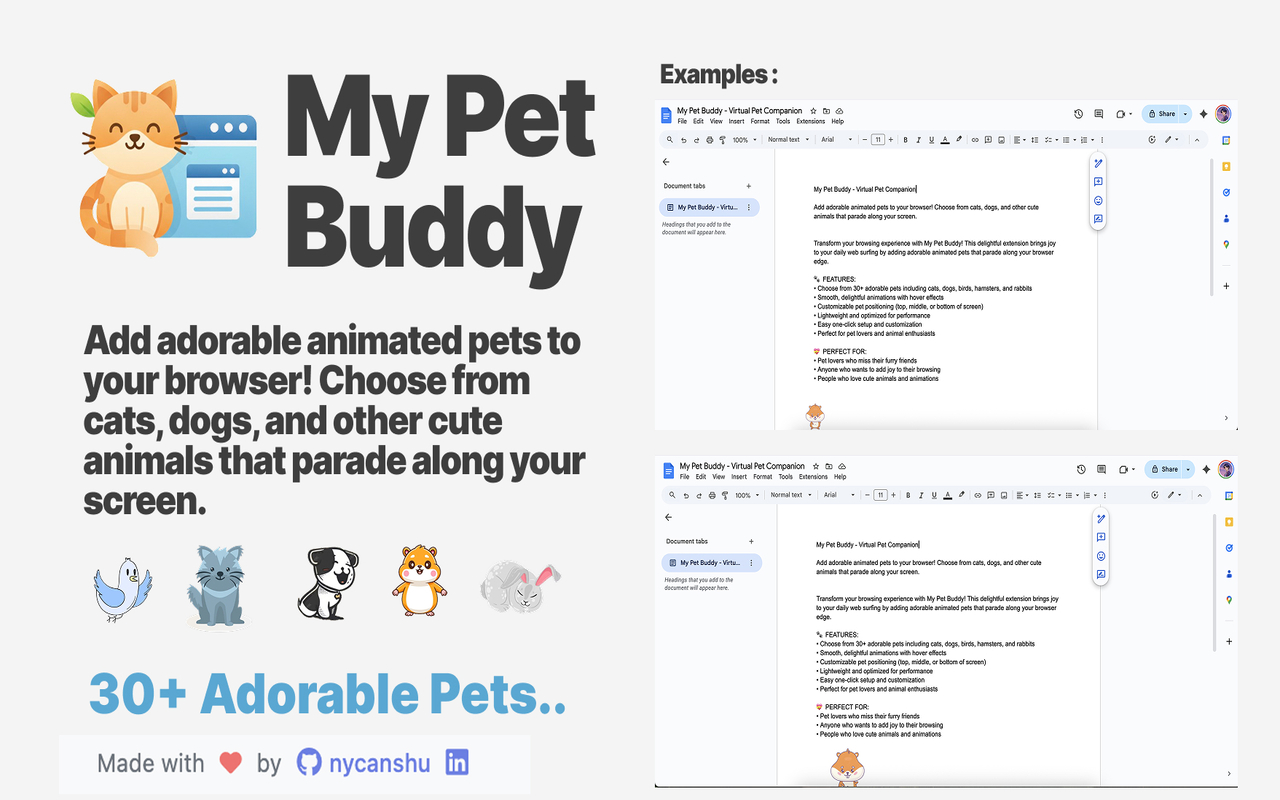 My Pet
Buddy
Add adorable animated pets to
your browser! Choose from
cats, dogs, and other cute
animals that parade along your
screen.
30+ Adorable Pets..
Made with by nycanshu
Examples :
My Pet Buddy - Virtual Pet Companion
File Edit View Insert Format Tools Extensions Help
Share
100% Normal text Arial 11 B I U A
Document tabs
My Pet Buddy - Virtu...
Headings that you add to the
document will appear here.
My Pet Buddy - Virtual Pet Companion
Add adorable animated pets to your browser! Choose from cats, dogs, and other cute
animals that parade along your screen.
Transform your browsing experience with My Pet Buddy! This delightful extension brings joy
to your daily web surfing by adding adorable animated pets that parade along your browser
edge.
🐾 FEATURES:
• Choose from 30+ adorable pets including cats, dogs, birds, hamsters, and rabbits
• Smooth, delightful animations with hover effects
• Customizable pet positioning (top, middle, or bottom of screen)
• Lightweight and optimized for performance
• Easy one-click setup and customization
• Perfect for pet lovers and animal enthusiasts
PERFECT FOR:
• Pet lovers who miss their furry friends
• Anyone who wants to add joy to their browsing
• People who love cute animals and animations
My Pet Buddy - Virtual Pet Companion
File Edit View Insert Format Tools Extensions Help
Share
100% Normal text Arial 11 B I U A
Document tabs
My Pet Buddy - Virtu...
Headings that you add to the
document will appear here.
My Pet Buddy - Virtual Pet Companion
Add adorable animated pets to your browser! Choose from cats, dogs, and other cute
animals that parade along your screen.
Transform your browsing experience with My Pet Buddy! This delightful extension brings joy
to your daily web surfing by adding adorable animated pets that parade along your browser
edge.
🐾 FEATURES:
• Choose from 30+ adorable pets including cats, dogs, birds, hamsters, and rabbits
• Smooth, delightful animations with hover effects
• Customizable pet positioning (top, middle, or bottom of screen)
• Lightweight and optimized for performance
• Easy one-click setup and customization
• Perfect for pet lovers and animal enthusiasts
PERFECT FOR:
• Pet lovers who miss their furry friends
• Anyone who wants to add joy to their browsing
• People who love cute animals and animations